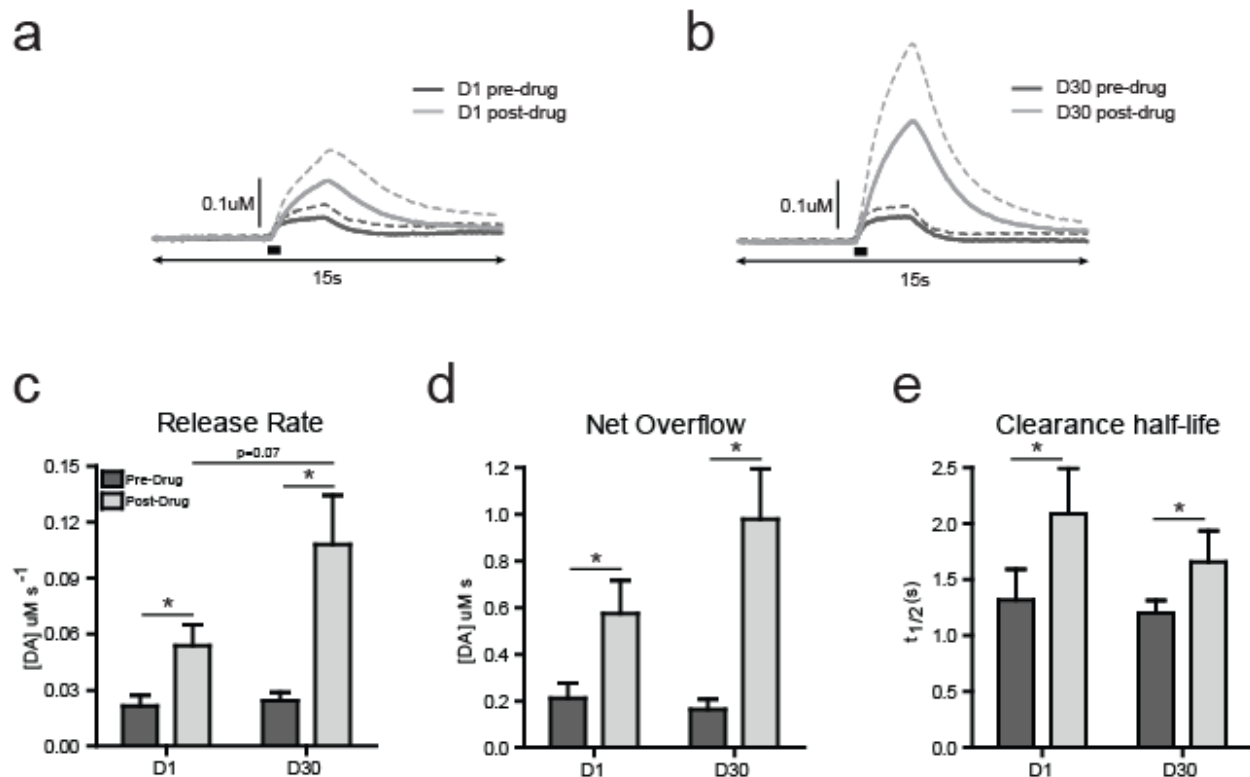 a
D1 pre-drug
D1 post-drug
0.1uM
15s
b
D30 pre-drug
D30 post-drug
0.1uM
15s
c
Release Rate
p=0.07
*
*
Pre-Drug
Post-Drug
[DA] uM s -1
0.15
0.12
0.09
0.06
0.03
0.00
D1
D30
d
Net Overflow
*
*
[DA] uM s
1.2
1.0
0.8
0.6
0.4
0.2
0.0
D1
D30
e
Clearance half-life
*
*
t1/2(s)
2.5
2.0
1.5
1.0
0.5
0.0
D1
D30